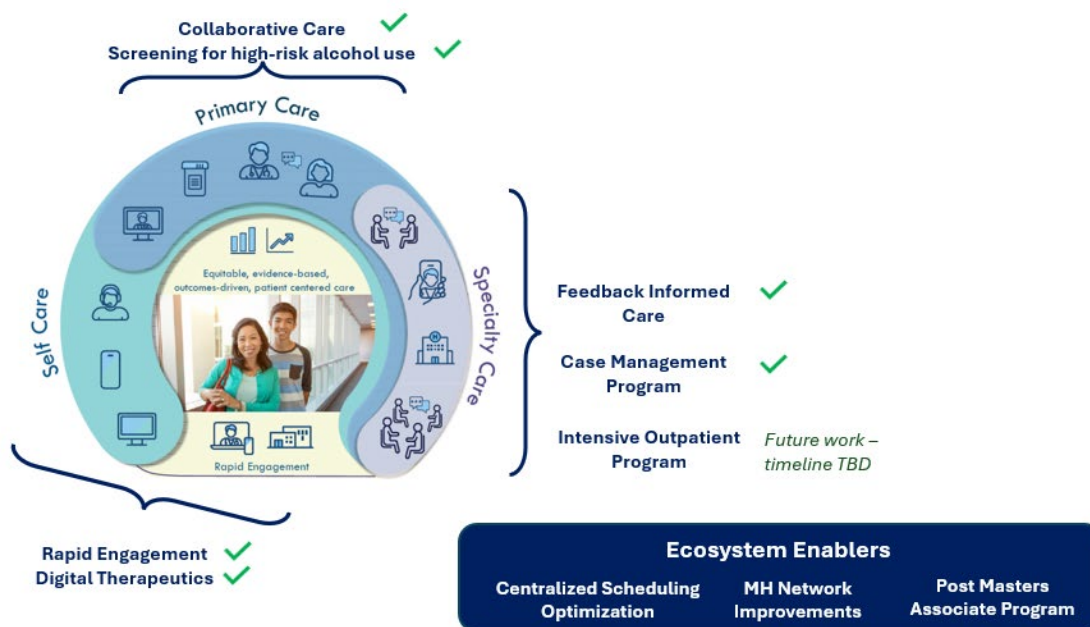 Collaborative Care
Screening for high-risk alcohol use
Primary Care
Self Care
Specialty Care
Equitable, evidence-based,
outcomes-driven, patient centered care
H
Rapid Engagement
Feedback Informed
Care
Case Management
Program
Intensive Outpatient
Program
Future work –
timeline TBD
Rapid Engagement
Digital Therapeutics
Ecosystem Enablers
Centralized Scheduling
Optimization
MH Network
Improvements
Post Masters
Associate Program